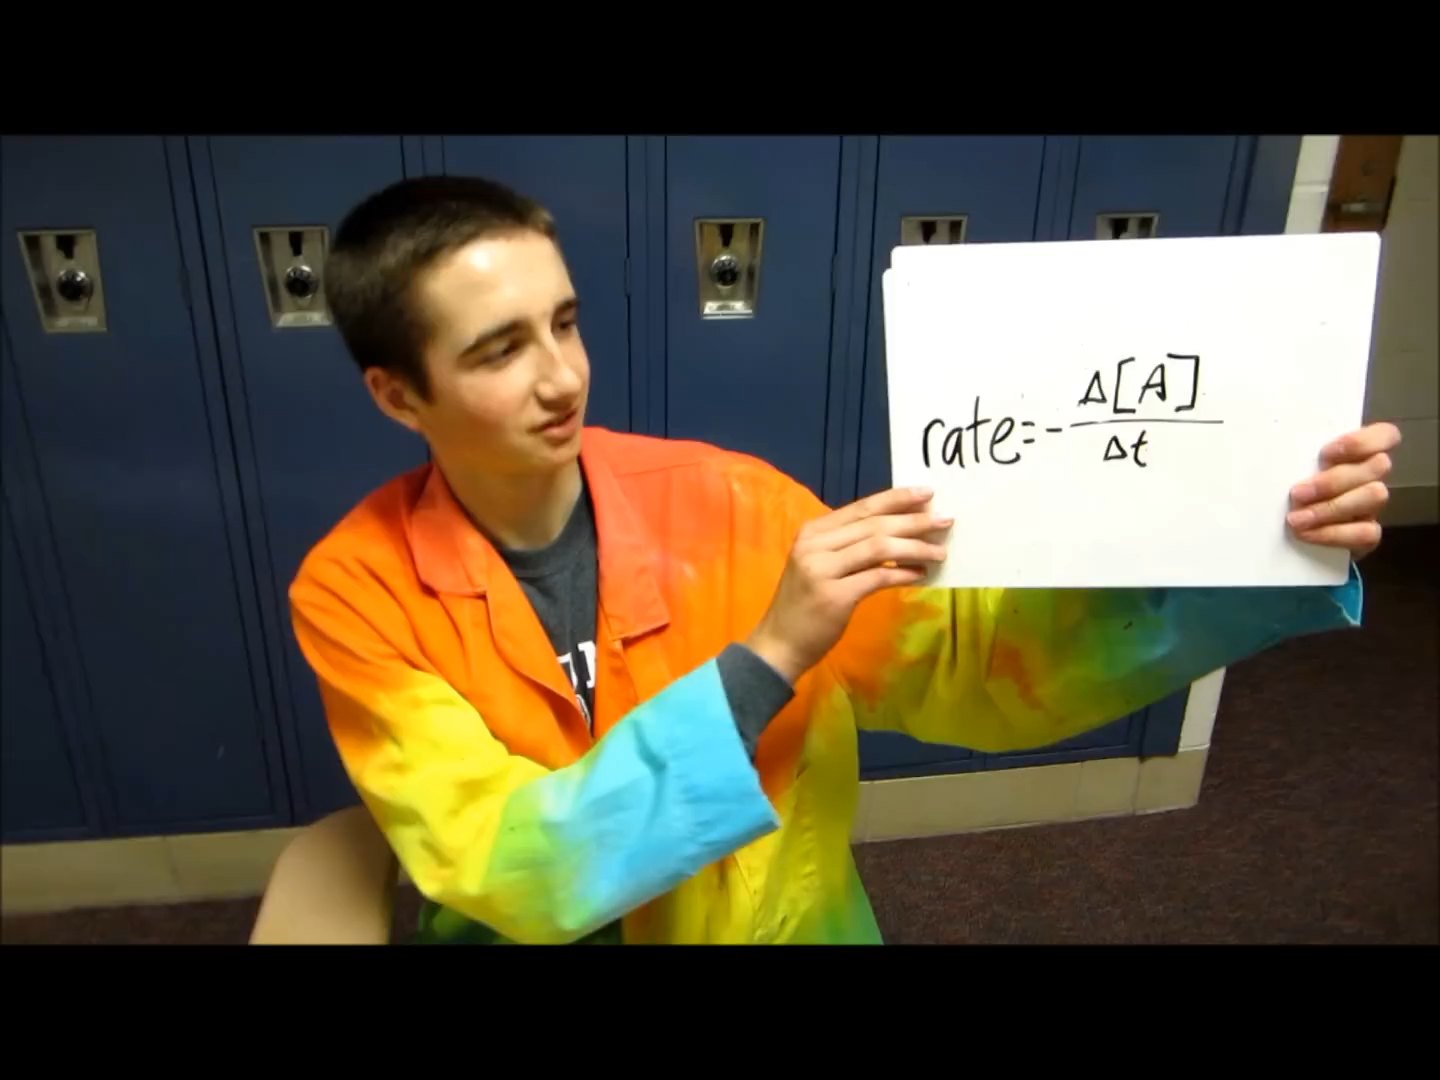 rate = - Δ[A]
Δt